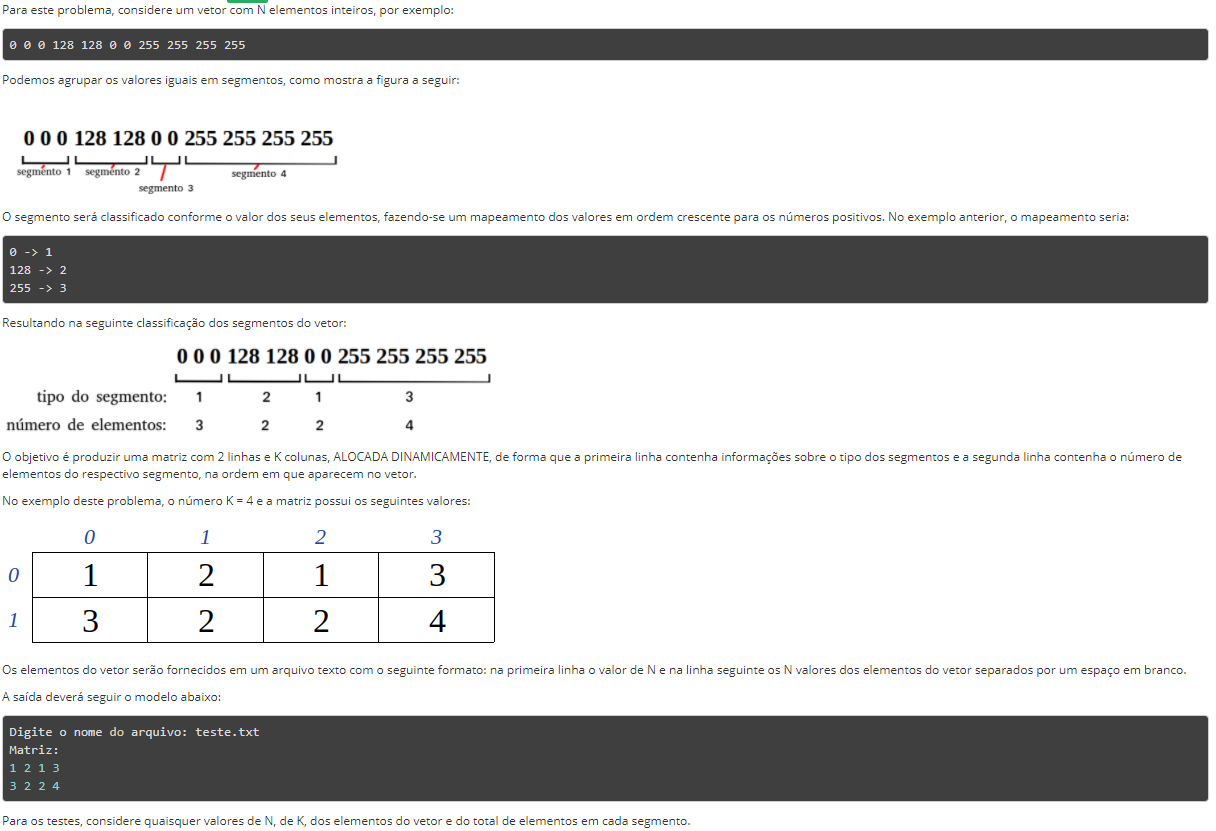 Para este problema, considere um vetor com N elementos inteiros, por exemplo:
0 0 0 128 128 0 0 255 255 255 255
Podemos agrupar os valores iguais em segmentos, como mostra a figura a seguir:
0 0 0 128 128 0 0 255 255 255 255
segmento 1 segmento 2 segmento 4
segmento 3
O segmento será classificado conforme o valor dos seus elementos, fazendo-se um mapeamento dos valores em ordem crescente para os números positivos. No exemplo anterior, o mapeamento seria:
0 -> 1
128 -> 2
255 -> 3
Resultando na seguinte classificação dos segmentos do vetor:
0 0 0 128 128 0 0 255 255 255 255
tipo do segmento: 1 2 1 3
número de elementos: 3 2 2 4
O objetivo é produzir uma matriz com 2 linhas e K colunas, ALOCADA DINAMICAMENTE, de forma que a primeira linha contenha informações sobre o tipo dos segmentos e a segunda linha contenha o número de
elementos do respectivo segmento, na ordem em que aparecem no vetor.
No exemplo deste problema, o número K = 4 e a matriz possui os seguintes valores:
0 1 2 3
0 1 2 1 3
1 3 2 2 4
Os elementos do vetor serão fornecidos em um arquivo texto com o seguinte formato: na primeira linha o valor de N e na linha seguinte os N valores dos elementos do vetor separados por um espaço em branco.
A saída deverá seguir o modelo abaixo:
Digite o nome do arquivo: teste.txt
Matriz:
1 2 1 3
3 2 2 4
Para os testes, considere quaisquer valores de N, de K, dos elementos do vetor e do total de elementos em cada segmento.